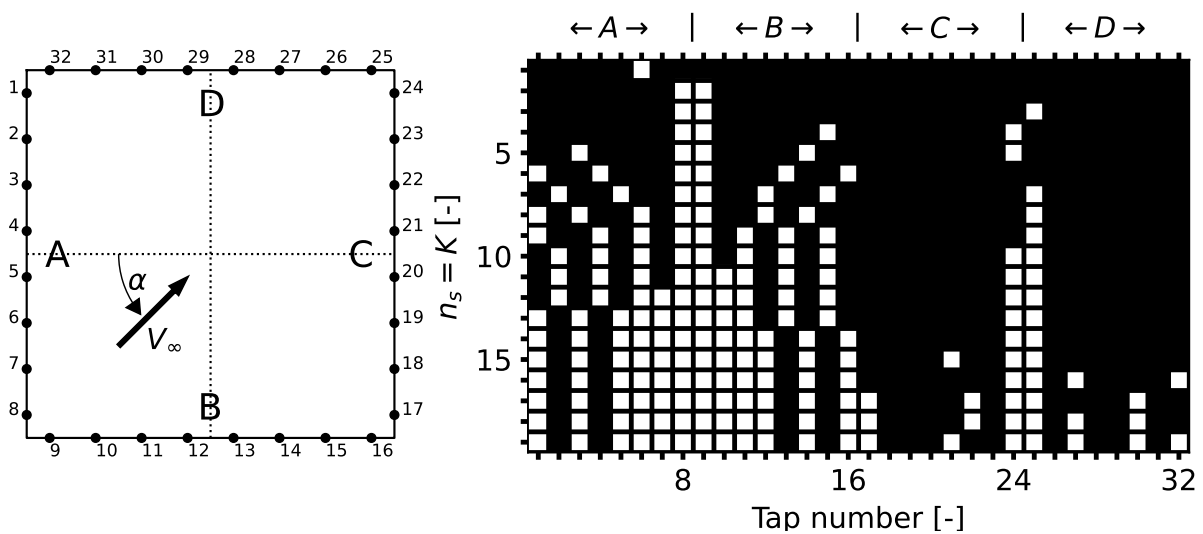 32 31 30 29 28 27 26 25
1 24
2 23
3 22
4 21
5 20
6 19
7 18
8 17
9 10 11 12 13 14 15 16
D
A C
B
α
V∞
← A → | ← B → | ← C → | ← D →
5
10
15
nₛ = K [-]
8 16 24 32
Tap number [-]